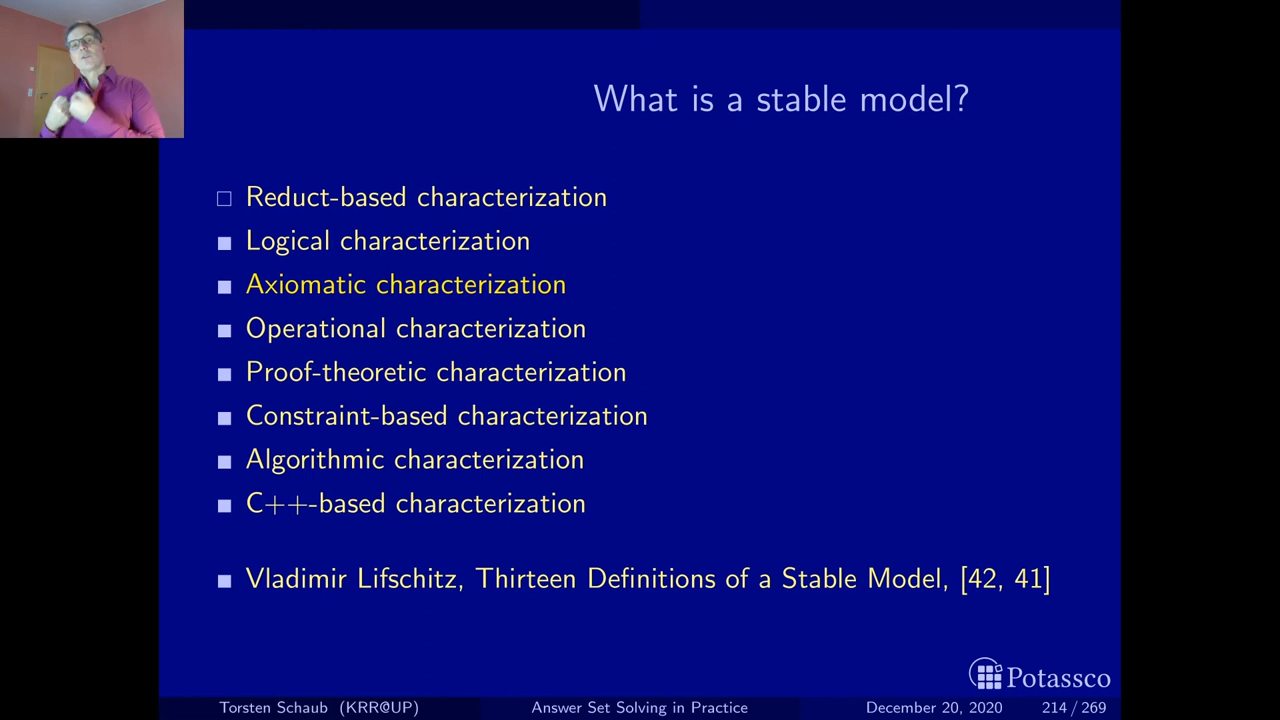 What is a stable model?
Reduct-based characterization
Logical characterization
Axiomatic characterization
Operational characterization
Proof-theoretic characterization
Constraint-based characterization
Algorithmic characterization
C++-based characterization
Vladimir Lifschitz, Thirteen Definitions of a Stable Model, [42, 41]
Potassco
Torsten Schaub (KRR@UP) Answer Set Solving in Practice December 20, 2020 214 / 269